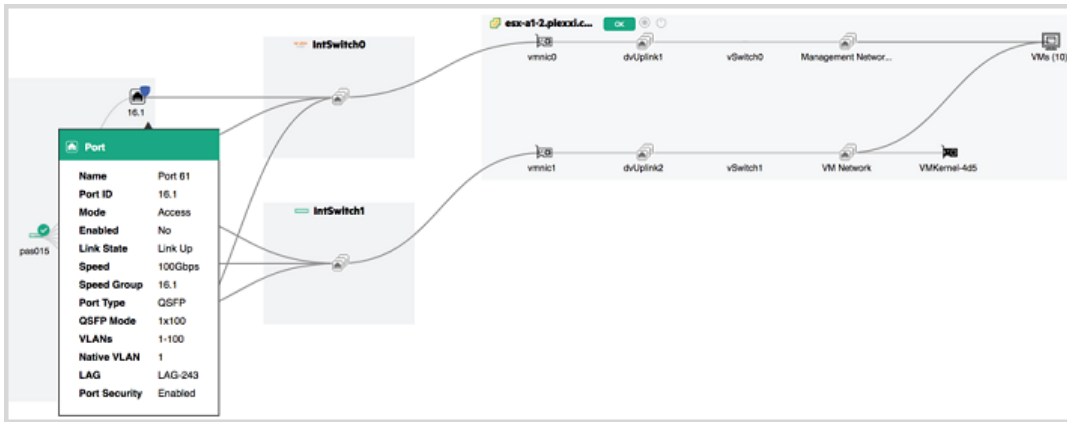 esx-a1-2.plexxi.c... OK
IntSwitch0
vmnic0 dvUplink1 vSwitch0 Management Networ... VMs (10)
16.1
Port
Name Port 61
Port ID 16.1
Mode Access
Enabled No
Link State Link Up
Speed 100Gbps
Speed Group 16.1
Port Type QSFP
QSFP Mode 1x100
VLANs 1-100
Native VLAN 1
LAG LAG-243
Port Security Enabled
pas015
vmnic1 dvUplink2 vSwitch1 VM Network VMKernel-4d5
IntSwitch1